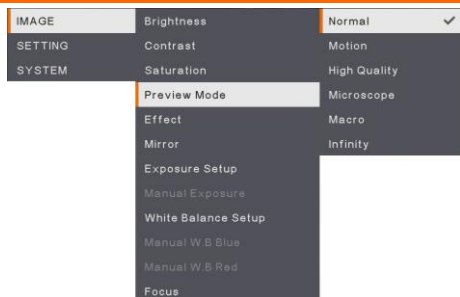 IMAGE
SETTING
SYSTEM
Brightness
Contrast
Saturation
Preview Mode
Effect
Mirror
Exposure Setup
Manual Exposure
White Balance Setup
Manual W.B Blue
Manual W.B Red
Focus
Normal
Motion
High Quality
Microscope
Macro
Infinity